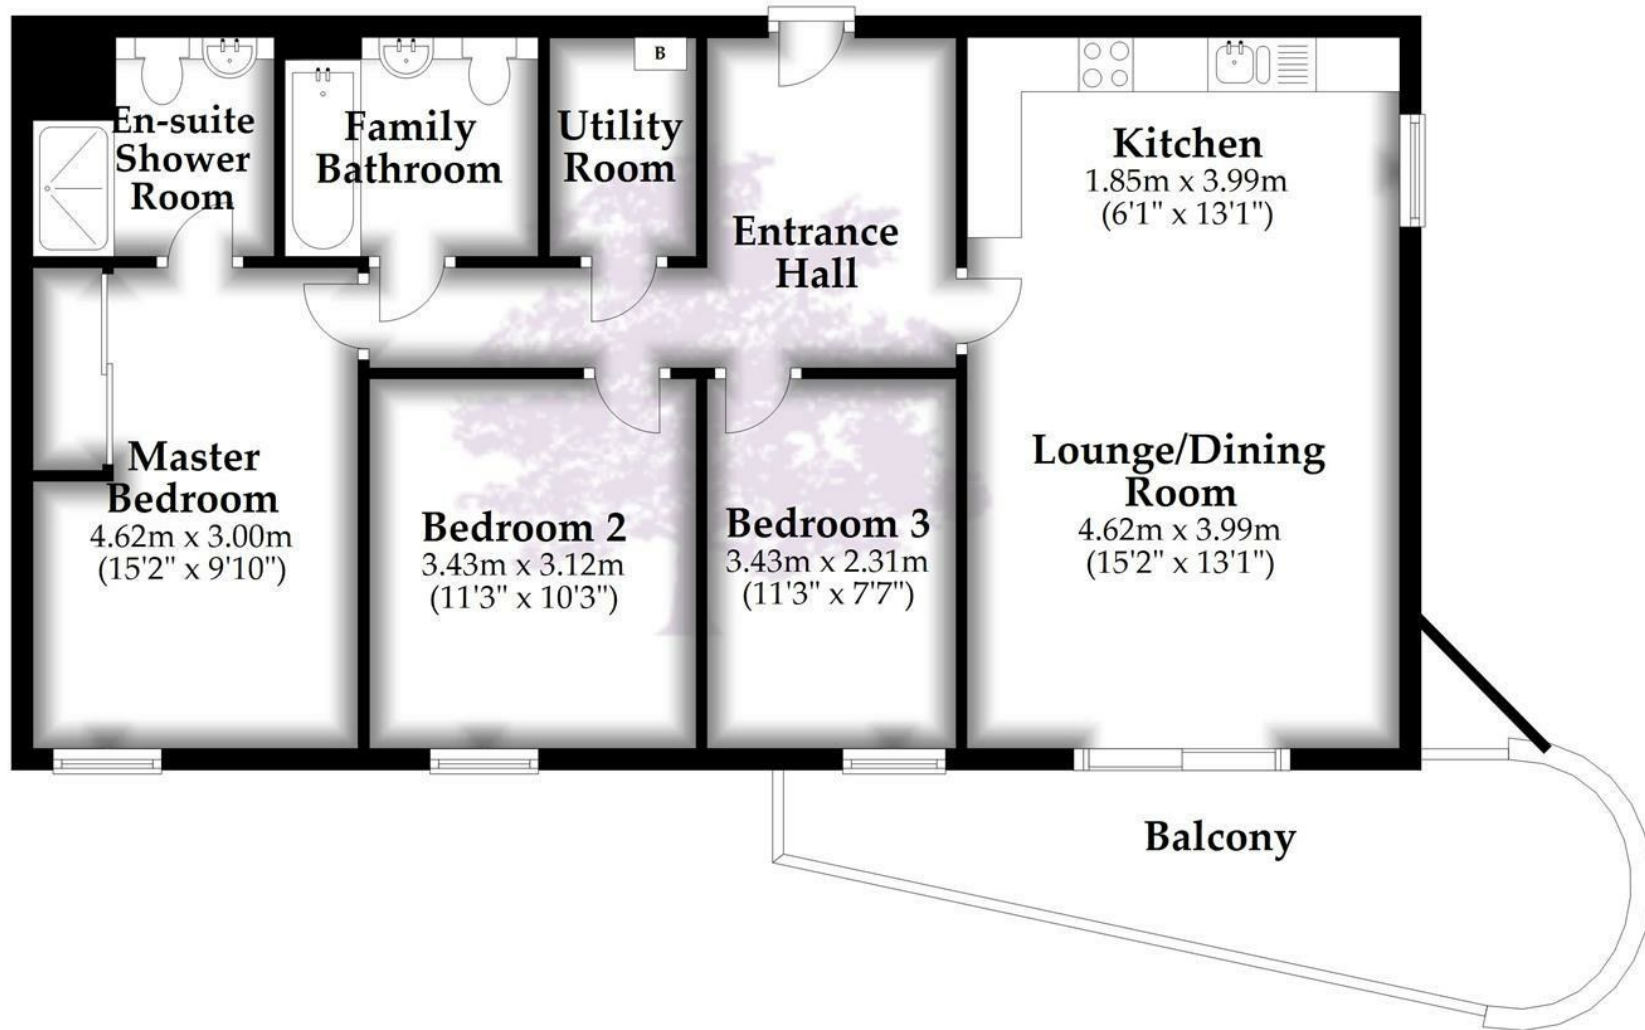 En-suite
Shower
Room
Family
Bathroom
Utility
Room
B
Entrance
Hall
Kitchen
1.85m x 3.99m
(6'1" x 13'1")
Master
Bedroom
4.62m x 3.00m
(15'2" x 9'10")
Bedroom 2
3.43m x 3.12m
(11'3" x 10'3")
Bedroom 3
3.43m x 2.31m
(11'3" x 7'7")
Lounge/Dining
Room
4.62m x 3.99m
(15'2" x 13'1")
Balcony